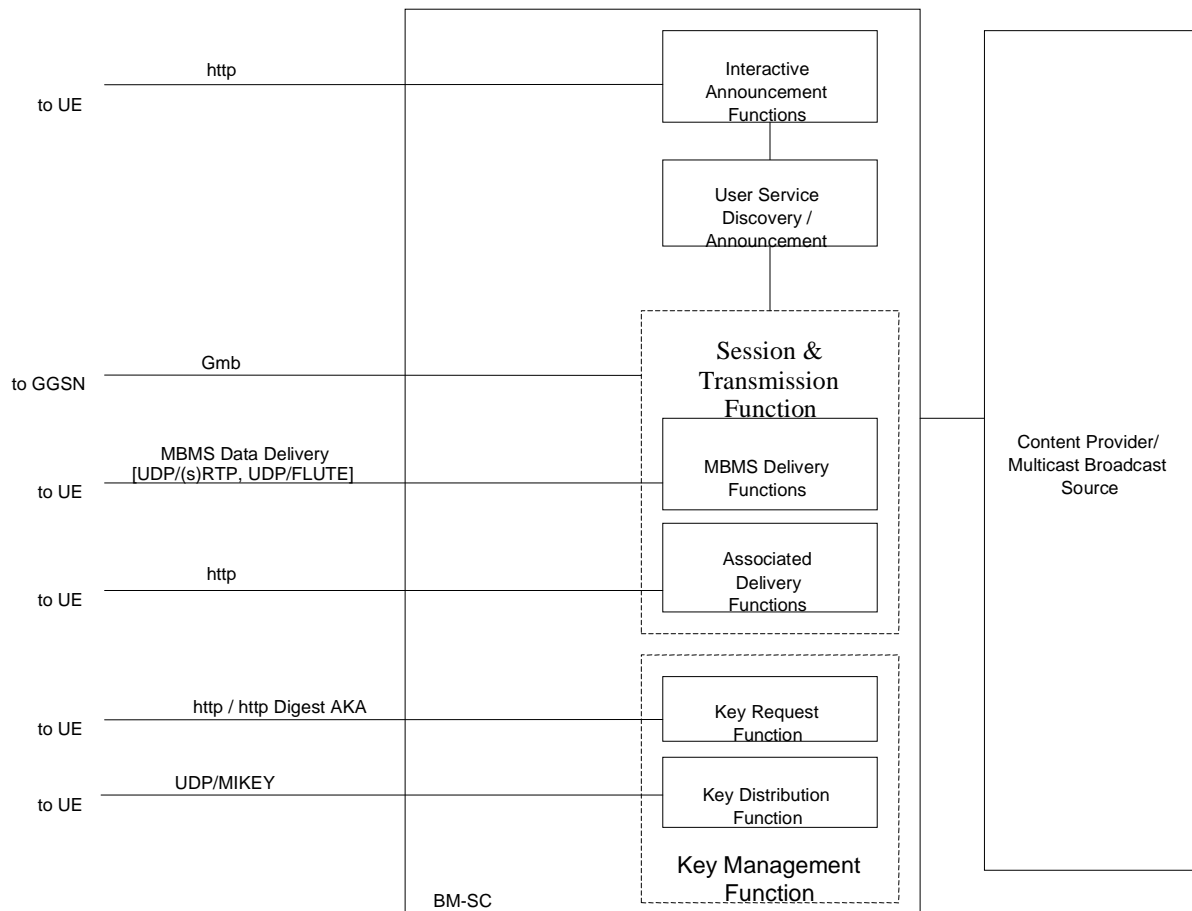 http
to UE
Interactive
Announcement
Functions
User Service
Discovery /
Announcement
Gmb
to GGSN
Session &
Transmission
Function
MBMS Data Delivery
[UDP/(s)RTP, UDP/FLUTE]
to UE
MBMS Delivery
Functions
Content Provider/
Multicast Broadcast
Source
http
to UE
Associated
Delivery
Functions
http / http Digest AKA
to UE
Key Request
Function
UDP/MIKEY
to UE
Key Distribution
Function
Key Management
Function
BM-SC